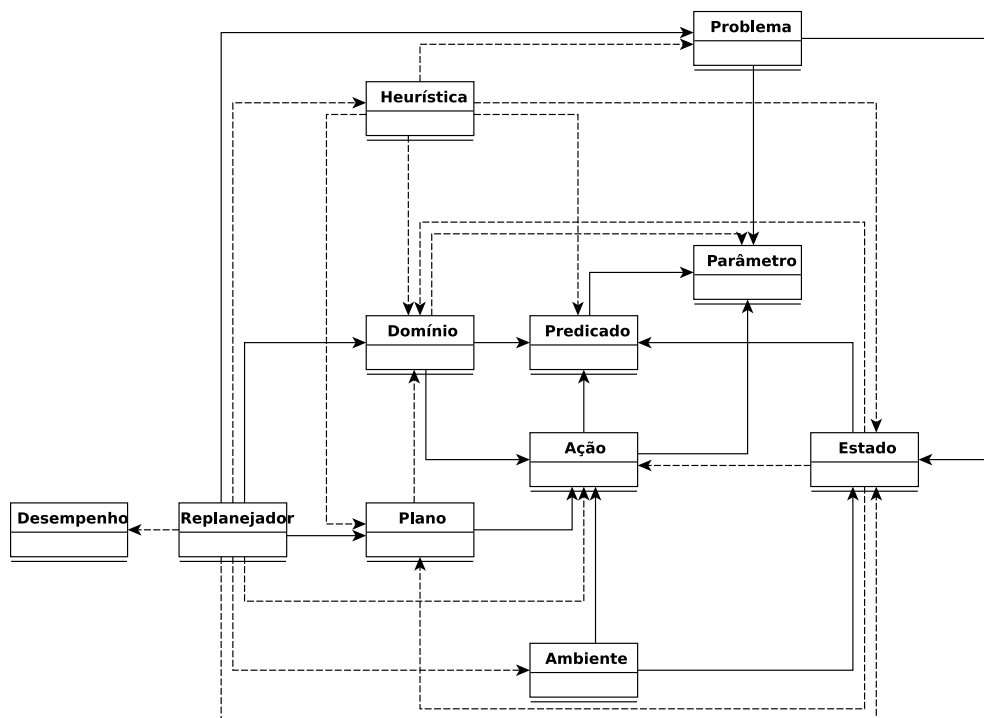 Problema
Heurística
Parâmetro
Domínio
Predicado
Ação
Estado
Desempenho
Replanejador
Plano
Ambiente